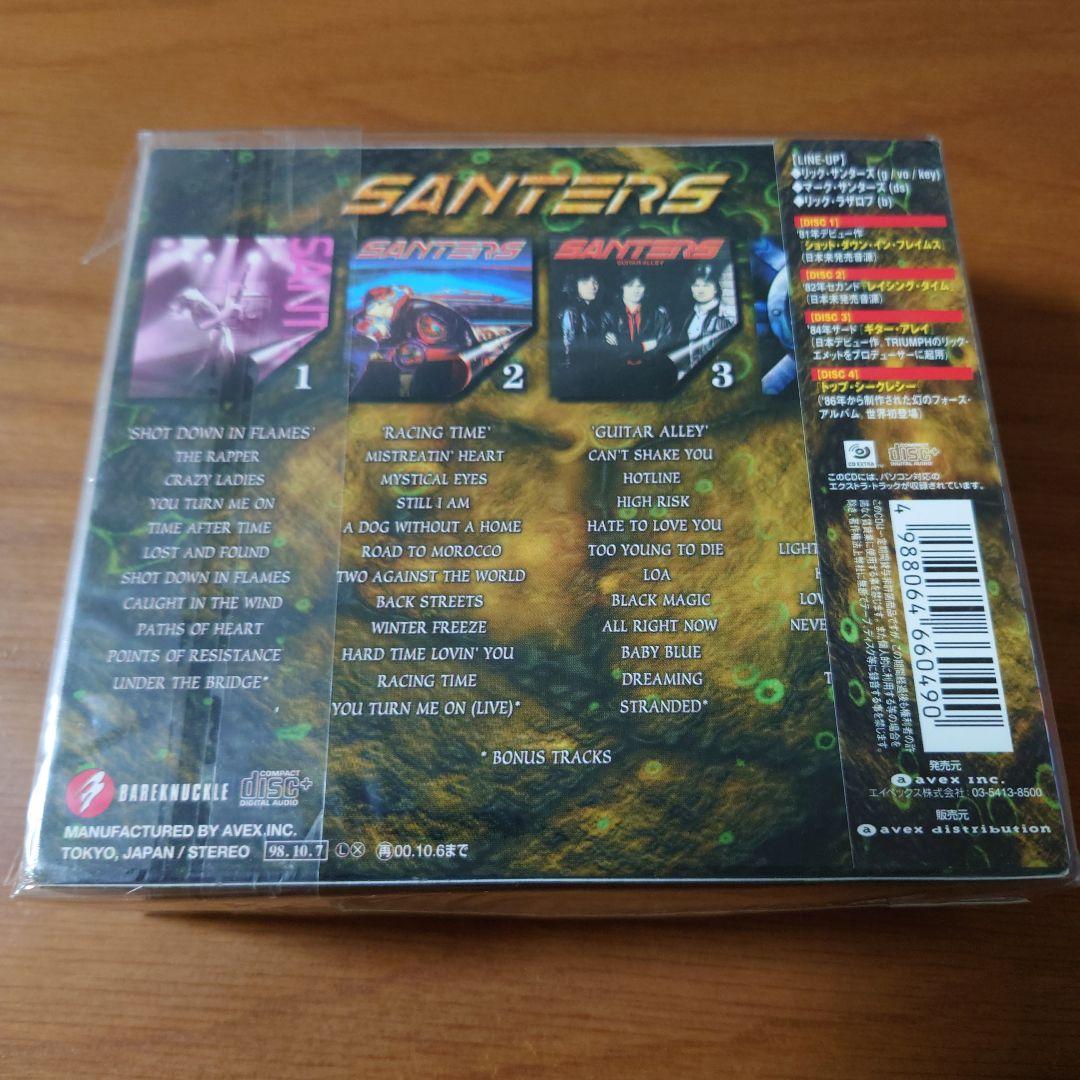 SANTERS
SANT
1
SANTERS
2
SANTERS
GUITAR ALLEY
3
'SHOT DOWN IN FLAMES'
THE RAPPER
CRAZY LADIES
YOU TURN ME ON
TIME AFTER TIME
LOST AND FOUND
SHOT DOWN IN FLAMES
CAUGHT IN THE WIND
PATHS OF HEART
POINTS OF RESISTANCE
UNDER THE BRIDGE*
'RACING TIME'
MISTREATIN' HEART
MYSTICAL EYES
STILL I AM
A DOG WITHOUT A HOME
ROAD TO MOROCCO
TWO AGAINST THE WORLD
BACK STREETS
WINTER FREEZE
HARD TIME LOVIN' YOU
RACING TIME
YOU TURN ME ON (LIVE)*
'GUITAR ALLEY'
CAN'T SHAKE YOU
HOTLINE
HIGH RISK
HATE TO LOVE YOU
TOO YOUNG TO DIE
LOA
BLACK MAGIC
ALL RIGHT NOW
BABY BLUE
DREAMING
STRANDED*
LIGHT
LOV
NEVE
* BONUS TRACKS
BAREKNUCKLE
COMPACT
disc+
DIGITAL AUDIO
MANUFACTURED BY AVEX INC.
TOKYO, JAPAN / STEREO 98.10.7 Ⓛ Ⓧ 再00.10.6まで
[LINE-UP]
◆リック・サンターズ (g / vo / key)
◆マーク・サンターズ (ds)
◆リック・ラザロフ (b)
[DISC 1]
'81年デビュー作
「ショット・ダウン・イン・フレイムス」
(日本未発売音源)
[DISC 2]
'82年セカンド「レイシング・タイム」
(日本未発売音源)
[DISC 3]
'84年サード「ギター・アレイ」
(日本デビュー作。TRIUMPHのリック・
エメットをプロデューサーに起用)
[DISC 4]
「トップ・シークレシー」
('86年から制作された幻のフォース・
アルバム。世界初登場)
CD EXTRA
disc+
DIGITAL AUDIO
このCDには、パソコン対応の
エクストラ・トラックが収録されています。
4 988064 660490
発売元
avex inc.
エイベックス株式会社:03-5413-8500
販売元
avex distribution